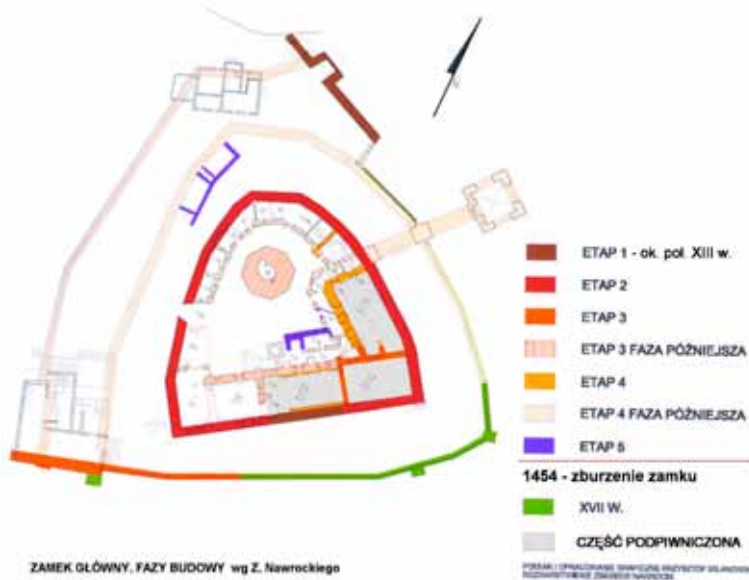 ETAP 1 - ok. poł. XIII w.
ETAP 2
ETAP 3
ETAP 3 FAZA PÓŹNIEJSZA
ETAP 4
ETAP 4 FAZA PÓŹNIEJSZA
ETAP 5
1454 - zburzenie zamku
XVII W.
CZĘŚĆ PODPIWNICZONA
ZAMEK GŁÓWNY. FAZY BUDOWY wg Z. Nawrockiego